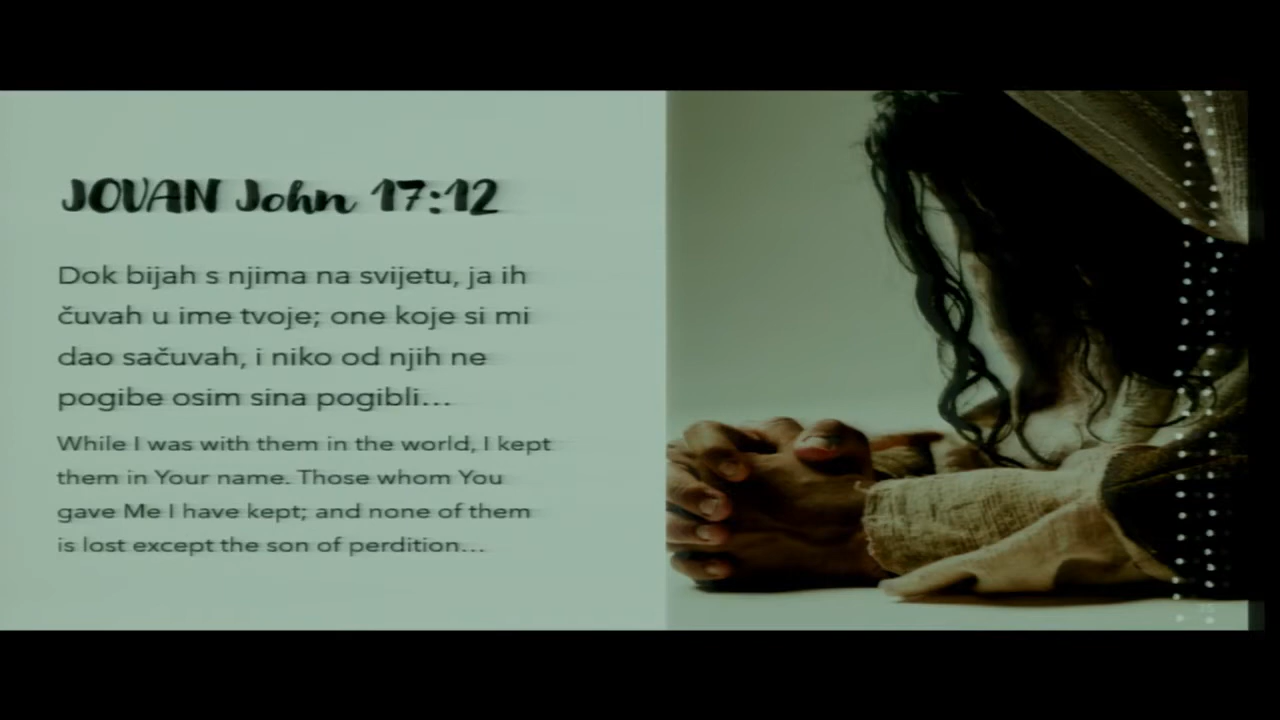 JOVAN John 17:12
Dok bijah s njima na svijetu, ja ih
čuvah u ime tvoje; one koje si mi
dao sačuvah, i niko od njih ne
pogibe osim sina pogibli...
While I was with them in the world, I kept
them in Your name. Those whom You
gave Me I have kept; and none of them
is lost except the son of perdition...